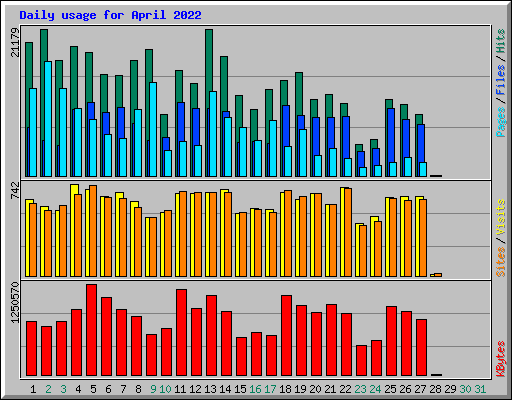 Daily usage for April 2022
21179
Pages / Files / Hits
742
Sites / Visits
1250570
KBytes
1 2 3 4 5 6 7 8 9 10 11 12 13 14 15 16 17 18 19 20 21 22 23 24 25 26 27 28 29 30 31